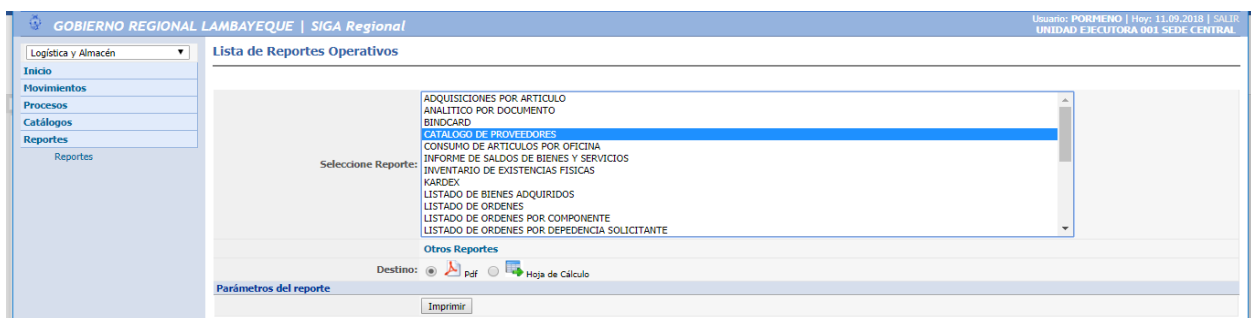 GOBIERNO REGIONAL LAMBAYEQUE | SIGA Regional
Usuario: PORMENO | Hoy: 11.09.2018 | SALIR
UNIDAD EJECUTORA 001 SEDE CENTRAL
Logística y Almacén
Inicio
Movimientos
Procesos
Catálogos
Reportes
Reportes
Lista de Reportes Operativos
Seleccione Reporte:
ADQUISICIONES POR ARTICULO
ANALITICO POR DOCUMENTO
BINDCARD
CATALOGO DE PROVEEDORES
CONSUMO DE ARTICULOS POR OFICINA
INFORME DE SALDOS DE BIENES Y SERVICIOS
INVENTARIO DE EXISTENCIAS FISICAS
KARDEX
LISTADO DE BIENES ADQUIRIDOS
LISTADO DE ORDENES
LISTADO DE ORDENES POR COMPONENTE
LISTADO DE ORDENES POR DEPEDENCIA SOLICITANTE
Otros Reportes
Destino: Pdf Hoja de Cálculo
Parámetros del reporte
Imprimir